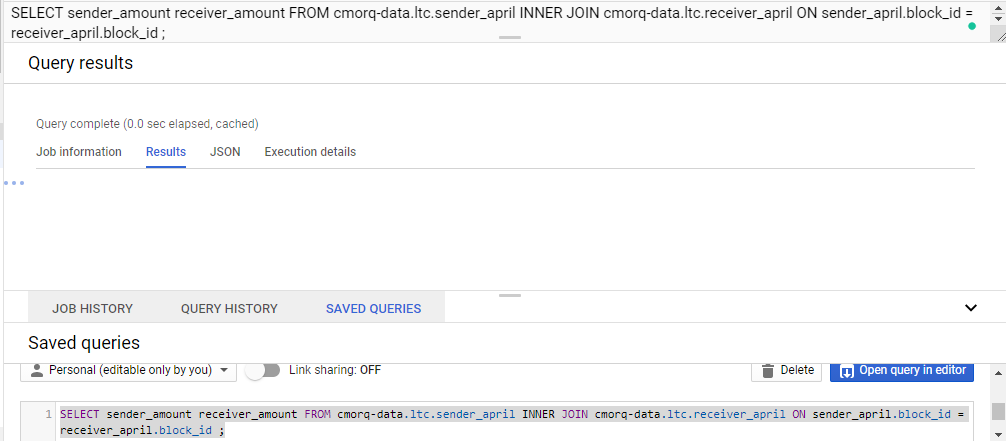 SELECT sender_amount receiver_amount FROM cmorq-data.ltc.sender_april INNER JOIN cmorq-data.ltc.receiver_april ON sender_april.block_id =
receiver_april.block_id ;
Query results
Query complete (0.0 sec elapsed, cached)
Job information Results JSON Execution details
JOB HISTORY QUERY HISTORY SAVED QUERIES
Saved queries
Personal (editable only by you) Link sharing: OFF Delete Open query in editor
1 SELECT sender_amount receiver_amount FROM cmorq-data.ltc.sender_april INNER JOIN cmorq-data.ltc.receiver_april ON sender_april.block_id =
receiver_april.block_id ;